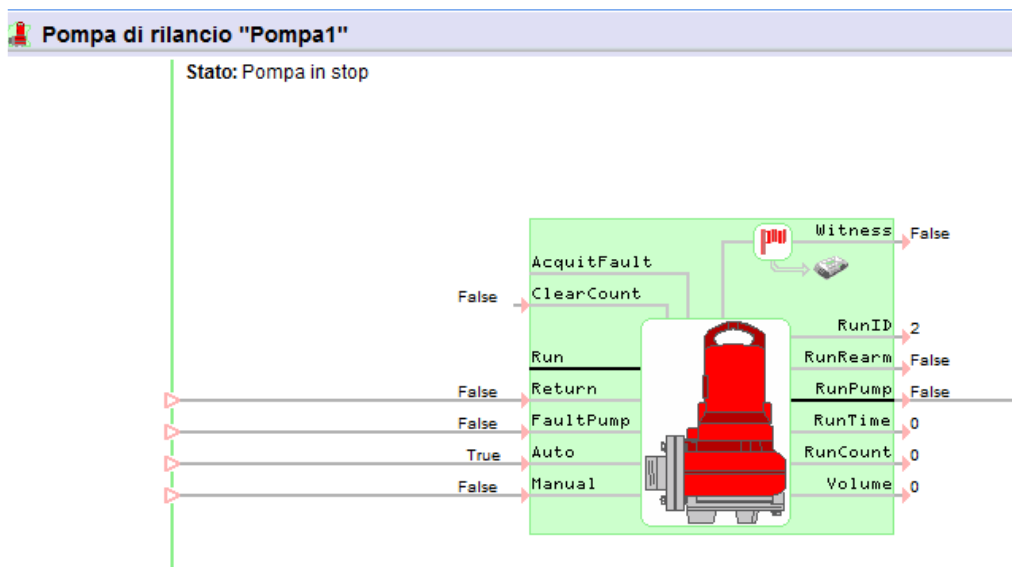 Pompa di rilancio "Pompa1"
Stato: Pompa in stop
Witness False
AcquitFault
False ClearCount
RunID 2
Run RunRearm False
False Return RunPump False
False FaultPump RunTime 0
True Auto RunCount 0
False Manual Volume 0